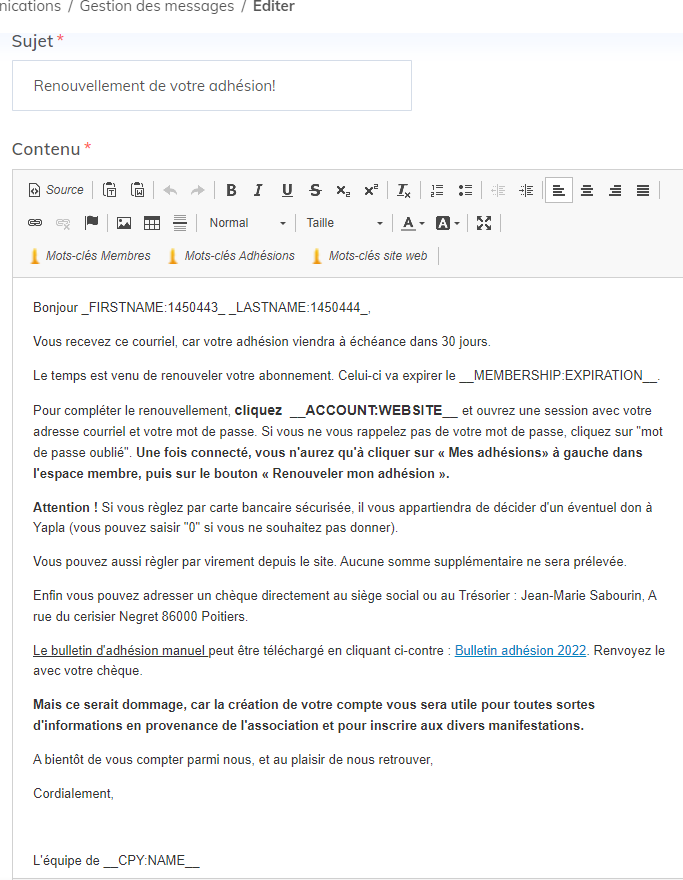 nications / Gestion des messages / Editer
Sujet *
Renouvellement de votre adhésion!
Contenu *
Source B I U S x₂ x² Tx
Normal Taille A A
Mots-clés Membres Mots-clés Adhésions Mots-clés site web
Bonjour _FIRSTNAME:1450443_ _LASTNAME:1450444_,
Vous recevez ce courriel, car votre adhésion viendra à échéance dans 30 jours.
Le temps est venu de renouveler votre abonnement. Celui-ci va expirer le __MEMBERSHIP:EXPIRATION__.
Pour compléter le renouvellement, cliquez __ACCOUNT:WEBSITE__ et ouvrez une session avec votre
adresse courriel et votre mot de passe. Si vous ne vous rappelez pas de votre mot de passe, cliquez sur "mot
de passe oublié". Une fois connecté, vous n'aurez qu'à cliquer sur « Mes adhésions» à gauche dans
l'espace membre, puis sur le bouton « Renouveler mon adhésion ».
Attention ! Si vous règlez par carte bancaire sécurisée, il vous appartiendra de décider d'un éventuel don à
Yapla (vous pouvez saisir "0" si vous ne souhaitez pas donner).
Vous pouvez aussi règler par virement depuis le site. Aucune somme supplémentaire ne sera prélevée.
Enfin vous pouvez adresser un chèque directement au siège social ou au Trésorier : Jean-Marie Sabourin, A
rue du cerisier Negret 86000 Poitiers.
Le bulletin d'adhésion manuel peut être téléchargé en cliquant ci-contre : Bulletin adhésion 2022. Renvoyez le
avec votre chèque.
Mais ce serait dommage, car la création de votre compte vous sera utile pour toutes sortes
d'informations en provenance de l'association et pour inscrire aux divers manifestations.
A bientôt de vous compter parmi nous, et au plaisir de nous retrouver,
Cordialement,
L'équipe de __CPY:NAME__